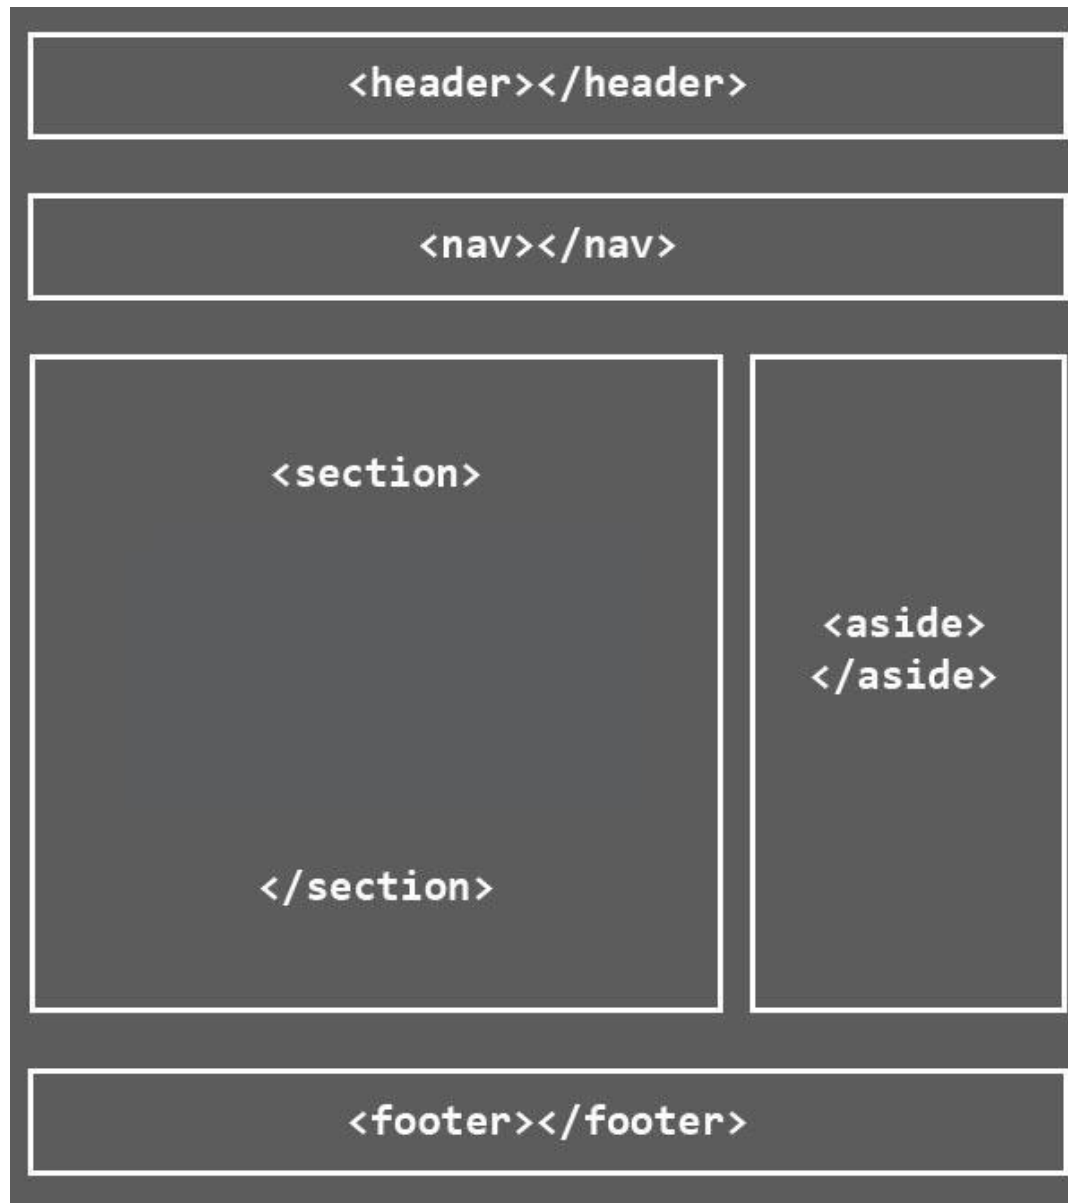 <header></header>
<nav></nav>
<section>
</section>
<aside>
</aside>
<footer></footer>